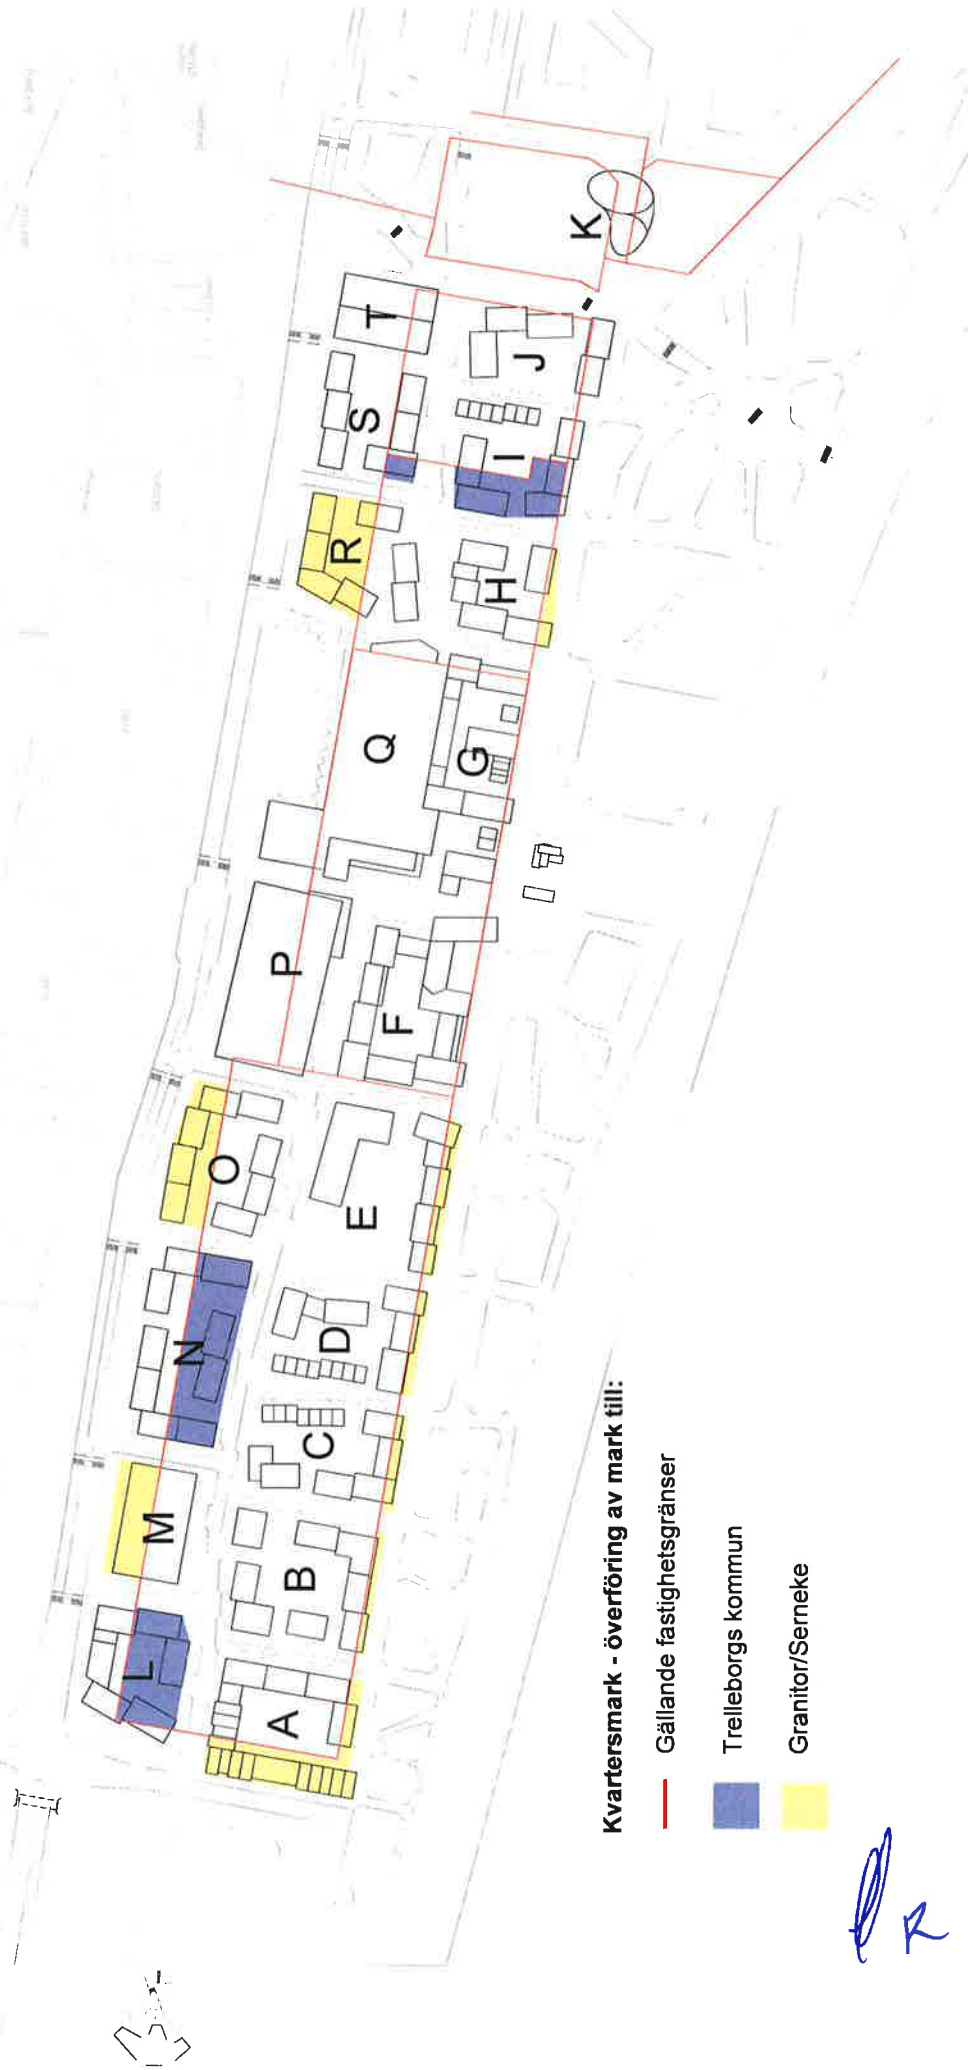 A
B
C
D
E
F
G
H
I
J
K
L
M
N
O
P
Q
R
S
T
Kvartersmark - överföring av mark till:
Gällande fastighetsgränser
Trelleborgs kommun
Granitor/Serneke